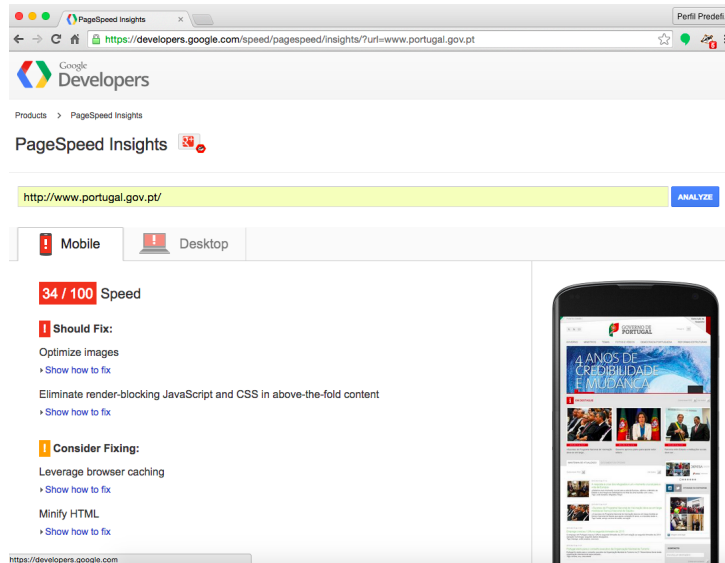 PageSpeed Insights
Perfil Predefi
https://developers.google.com/speed/pagespeed/insights/?url=www.portugal.gov.pt
Google
Developers
Products > PageSpeed Insights
PageSpeed Insights
http://www.portugal.gov.pt/
ANALYZE
Mobile
Desktop
34 / 100 Speed
! Should Fix:
Optimize images
Show how to fix
Eliminate render-blocking JavaScript and CSS in above-the-fold content
Show how to fix
! Consider Fixing:
Leverage browser caching
Show how to fix
Minify HTML
Show how to fix
https://developers.google.com
GOVERNO DE
PORTUGAL
4 ANOS DE
CREDIBILIDADE
E MUDANÇA